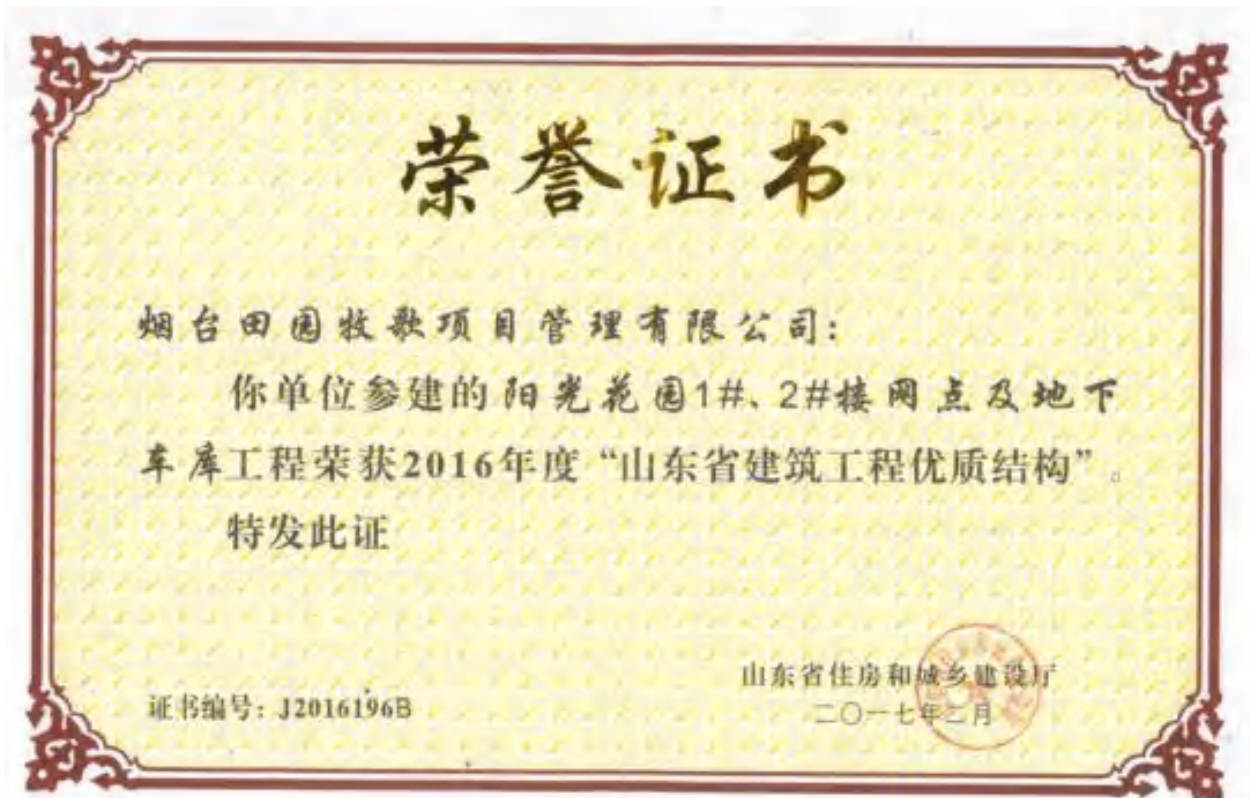 荣誉证书
烟台田园牧歌项目管理有限公司：
你单位参建的阳光花园1#、2#楼网点及地下
车库工程荣获2016年度“山东省建筑工程优质结构”。
特发此证
山东省住房和城乡建设厅
证书编号：J2016196B
二〇一七年二月